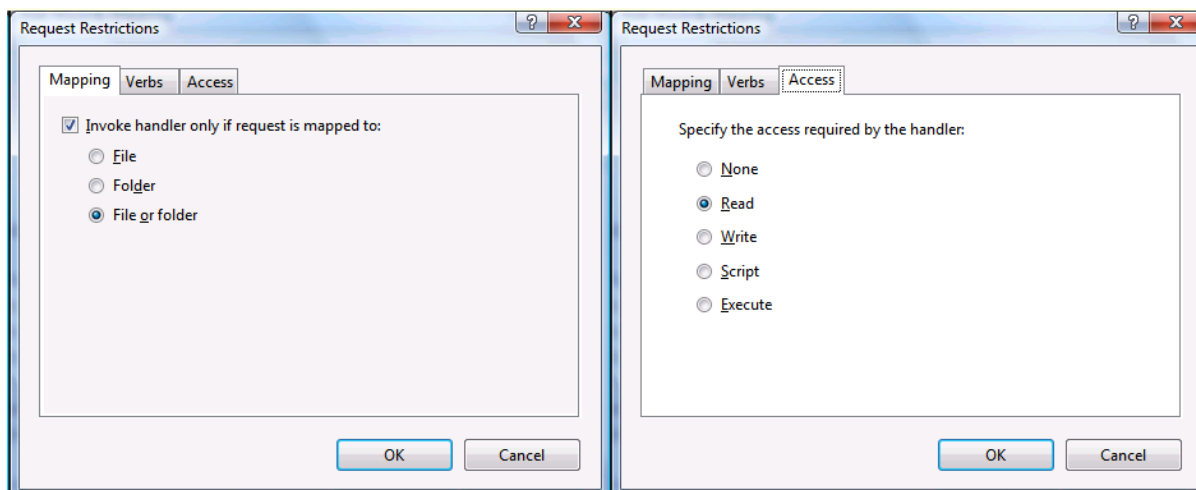 Request Restrictions
Mapping Verbs Access
Invoke handler only if request is mapped to:
File
Folder
File or folder
OK Cancel
Request Restrictions
Mapping Verbs Access
Specify the access required by the handler:
None
Read
Write
Script
Execute
OK Cancel